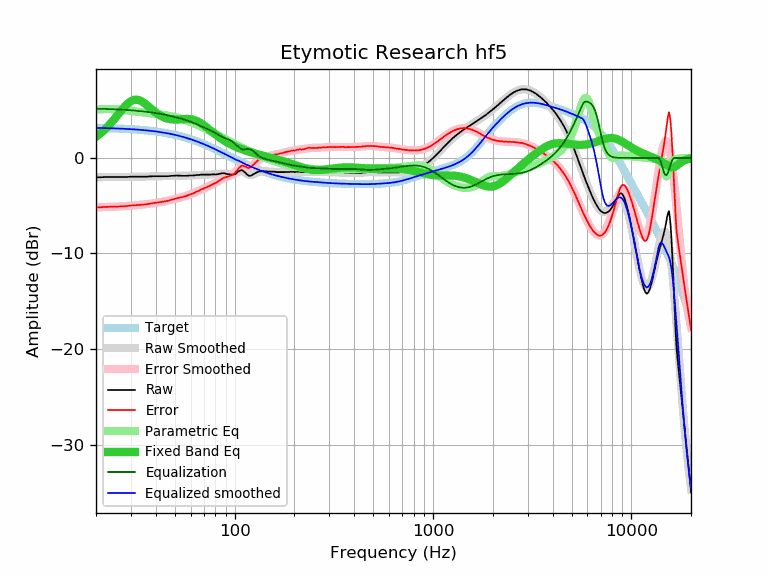 Etymotic Research hf5
Amplitude (dBr)
0
−10
−20
−30
Target
Raw Smoothed
Error Smoothed
Raw
Error
Parametric Eq
Fixed Band Eq
Equalization
Equalized smoothed
100 1000 10000
Frequency (Hz)